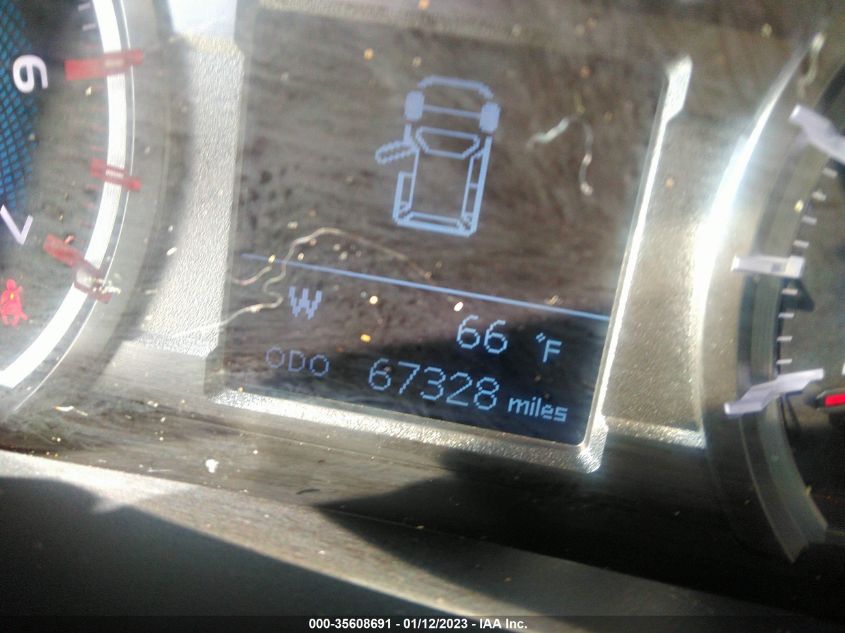 6
7
W
66 °F
ODO 67328 miles
000-35608691 - 01/12/2023 - IAA Inc.